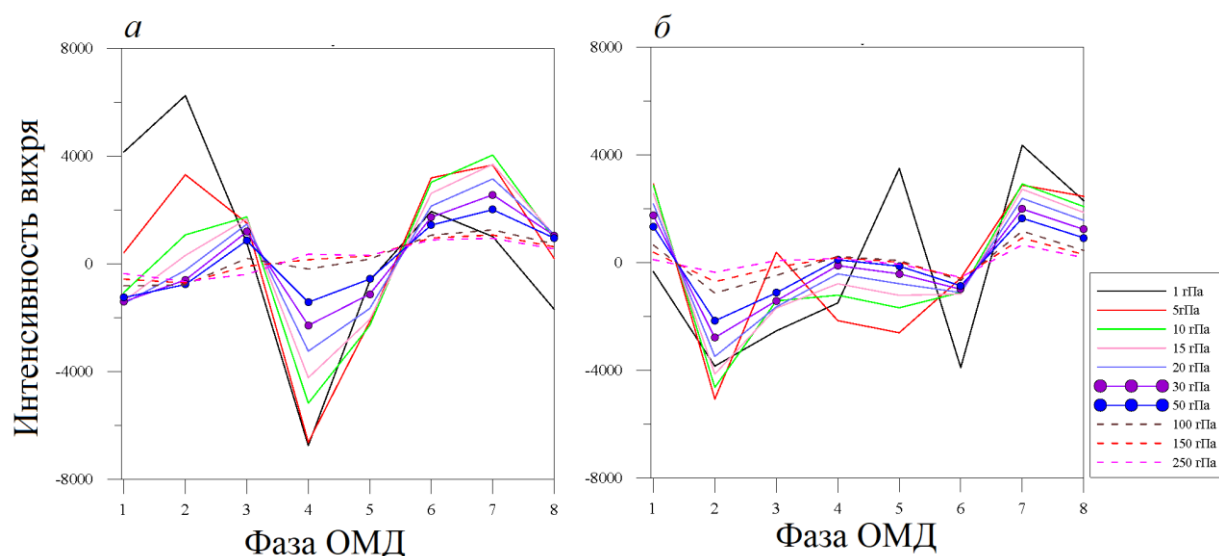 а
б
Интенсивность вихря
8000
4000
0
-4000
-8000
1 2 3 4 5 6 7 8
Фаза ОМД
8000
4000
0
-4000
-8000
1 2 3 4 5 6 7 8
Фаза ОМД
1 гПа
5гПа
10 гПа
15 гПа
20 гПа
30 гПа
50 гПа
100 гПа
150 гПа
250 гПа